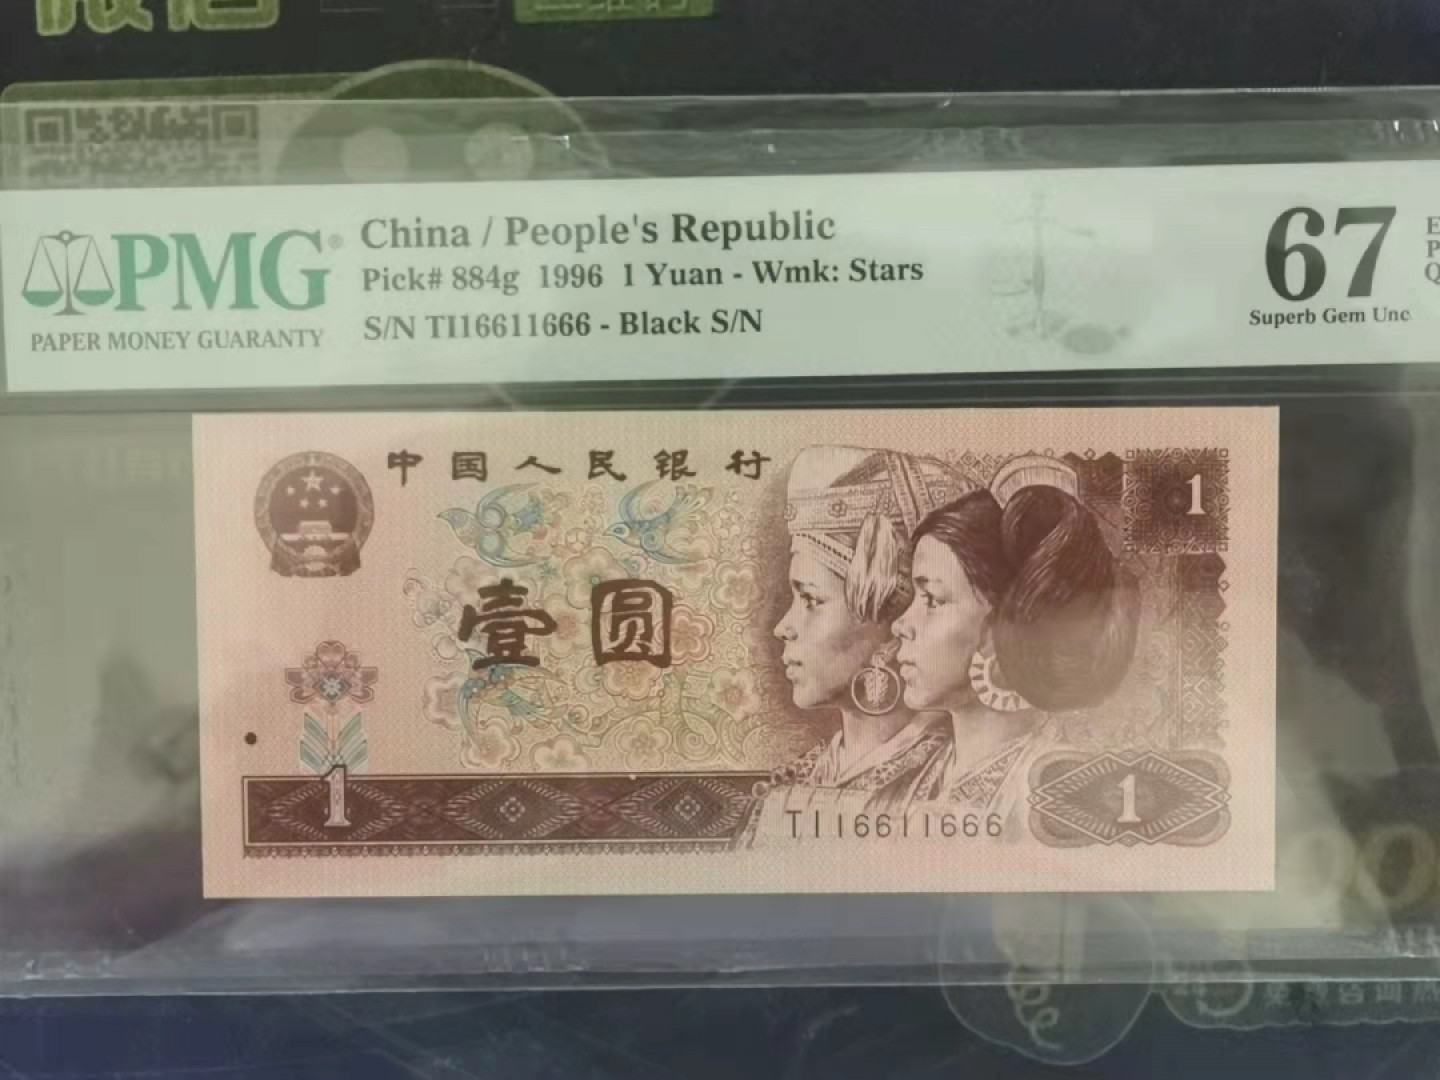 PMG®
PAPER MONEY GUARANTY
China / People's Republic
Pick# 884g 1996 1 Yuan - Wmk: Stars
S/N TI16611666 - Black S/N
67
E
P
Q
Superb Gem Unc
中国人民银行
1
壹圆
1
TI16611666
1